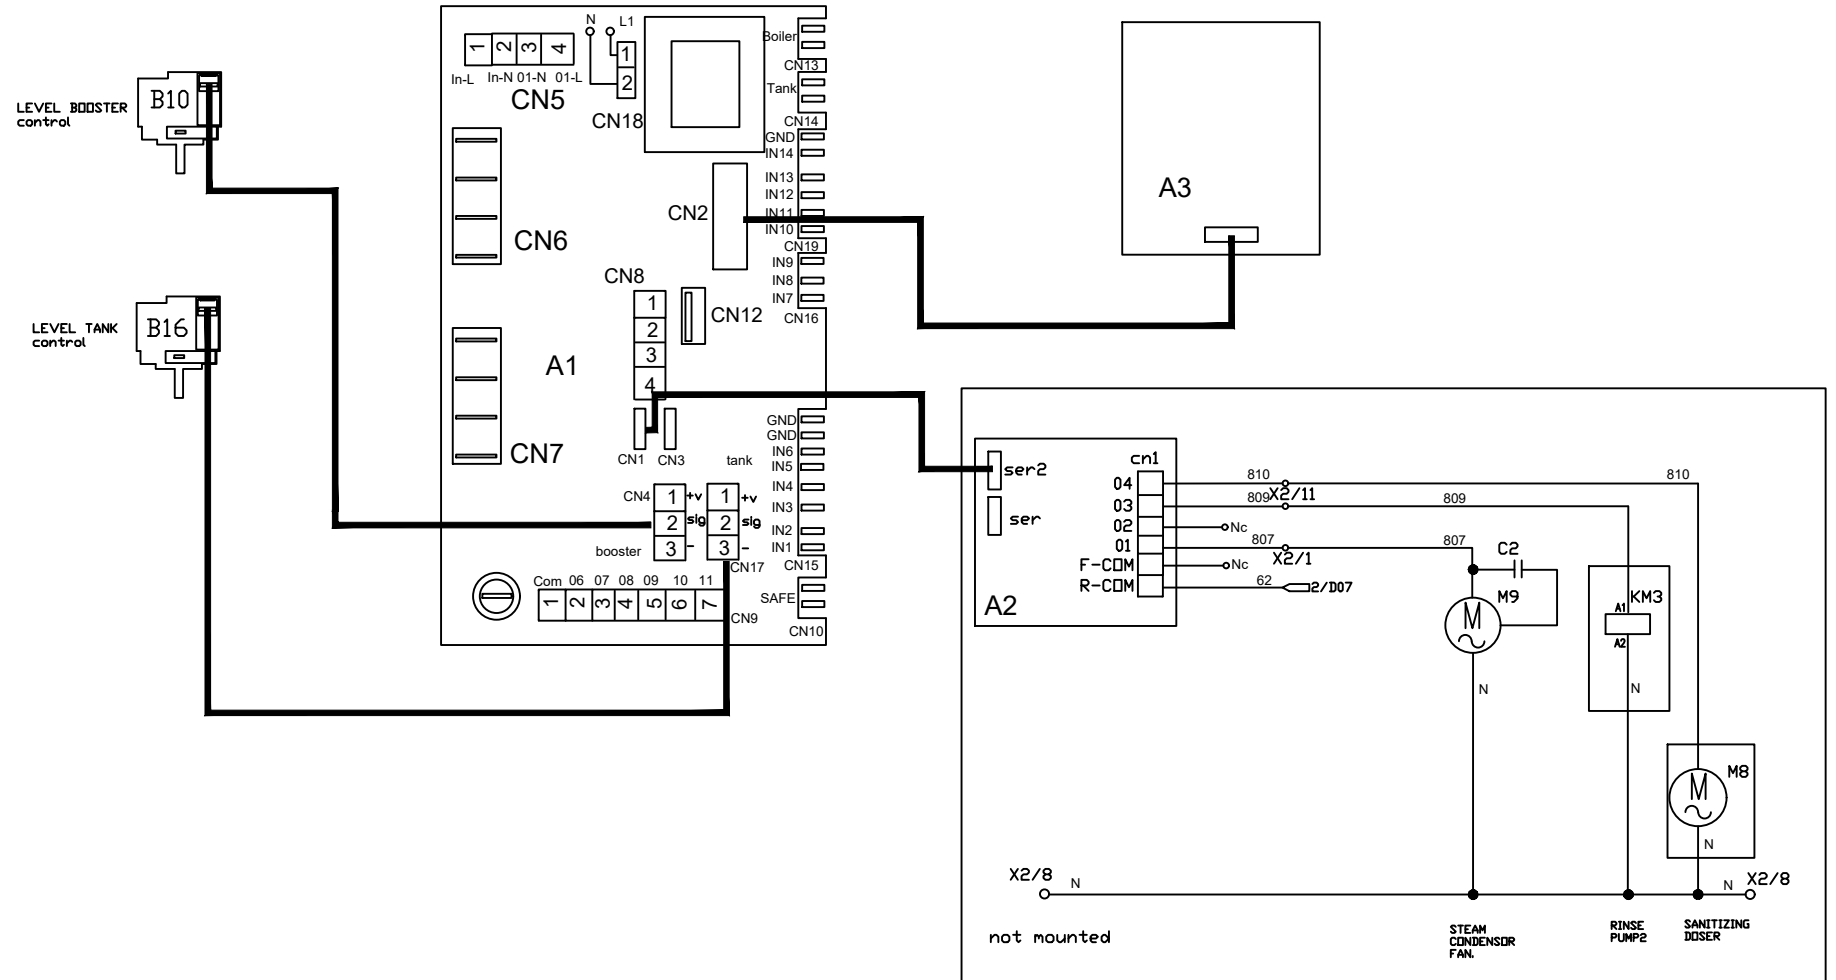 LEVEL BOOSTER
control
B10
LEVEL TANK
control
B16
1 2 3 4
In-L In-N 01-N 01-L
CN5
N L1
1
2
CN18
CN6
CN7
A1
CN2
CN8
1
2
3
4
CN12
CN1 CN3
tank
CN4
1 +v
2 sig
3 -
booster
1 +v
2 sig
3 -
CN17
Com 06 07 08 09 10 11
1 2 3 4 5 6 7
CN9
Boiler
CN13
Tank
CN14
GND
IN14
IN13
IN12
IN11
IN10
CN19
IN9
IN8
IN7
CN16
GND
GND
IN6
IN5
IN4
IN3
IN2
IN1
CN15
SAFE
CN10
A3
ser2
ser
A2
cn1
04
03
02
01
F-COM
R-COM
810 810
X2/11
809 809
Nc
807 807
X2/1
Nc
62 2/D07
C2
M9
M
N
KM3
A1
A2
N
M8
M
N
X2/8 N
N X2/8
not mounted
STEAM
CONDENSOR
FAN.
RINSE
PUMP2
SANITIZING
DOSER